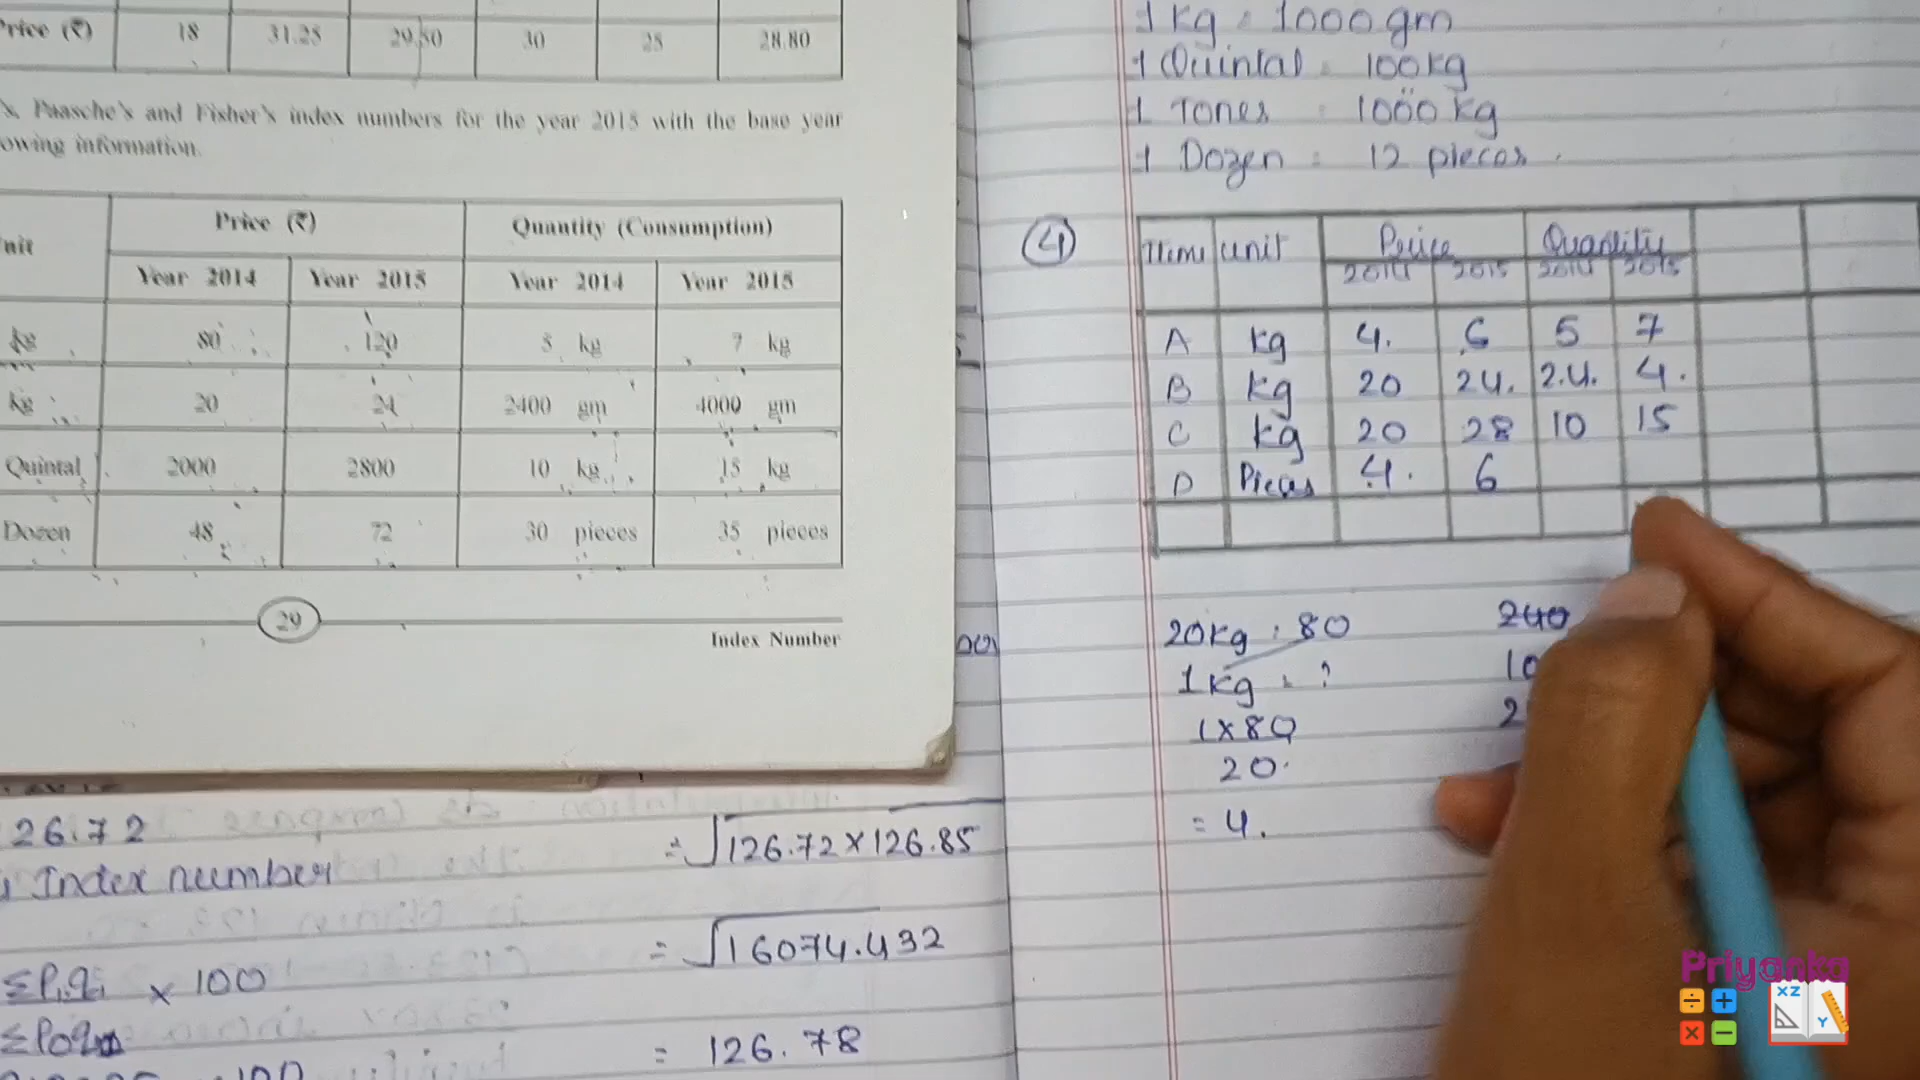 Price (₹) 18 31.25 29.50 30 25 28.80
Paasche's and Fisher's index numbers for the year 2015 with the base year
owing information.
nit Price (₹) Quantity (Consumption)
Year 2014 Year 2015 Year 2014 Year 2015
kg 80 120 5 kg 7 kg
kg 20 24 2400 gm 4000 gm
Quintal 2000 2800 10 kg 15 kg
Dozen 48 72 30 pieces 35 pieces
29
Index Number
26.72
Index number
ΣP₁q₁ × 100
= √126.72×126.85
= √16074.432
= 126.78
1 kg = 1000 gm
1 Quintal = 100 kg
1 Tones = 1000 kg
1 Dozen = 12 pieces.
④ Item unit Price Quantity
2014 2015 2014 2015
A kg 4. 6 5 7
B kg 20 24. 2.4. 4.
C kg 20 28 10 15
D Pieces 4. 6
20kg : 80
1kg = ?
1×80
20.
= 4.
240
10
2
Priyanka
XZ
Y